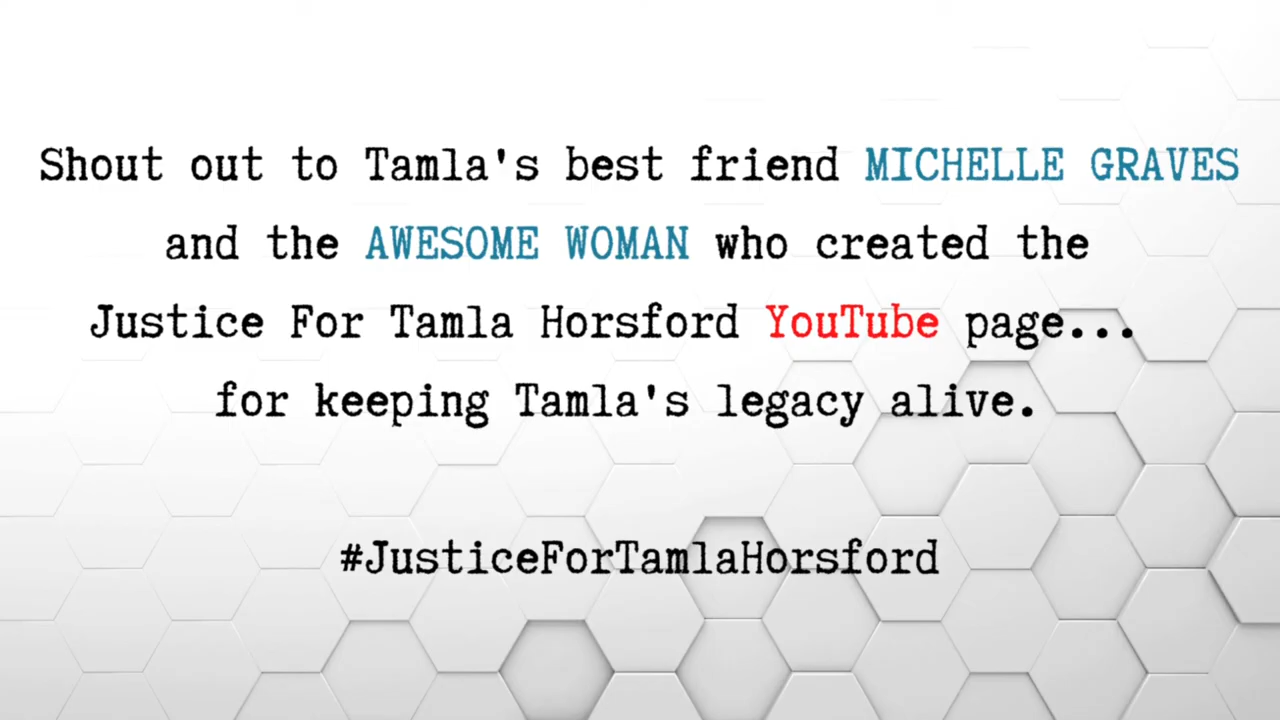 Shout out to Tamla's best friend MICHELLE GRAVES
and the AWESOME WOMAN who created the
Justice For Tamla Horsford YouTube page...
for keeping Tamla's legacy alive.
#JusticeForTamlaHorsford